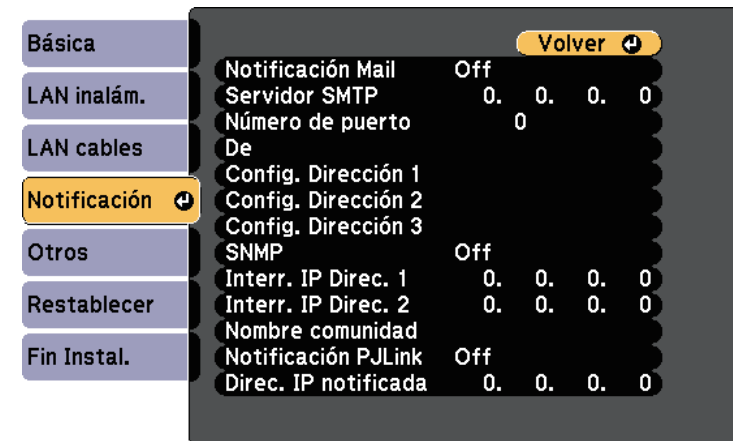 Básica
LAN inalám.
LAN cables
Notificación
Otros
Restablecer
Fin Instal.
Volver
Notificación Mail Off
Servidor SMTP 0. 0. 0. 0
Número de puerto 0
De
Config. Dirección 1
Config. Dirección 2
Config. Dirección 3
SNMP Off
Interr. IP Direc. 1 0. 0. 0. 0
Interr. IP Direc. 2 0. 0. 0. 0
Nombre comunidad
Notificación PJLink Off
Direc. IP notificada 0. 0. 0. 0